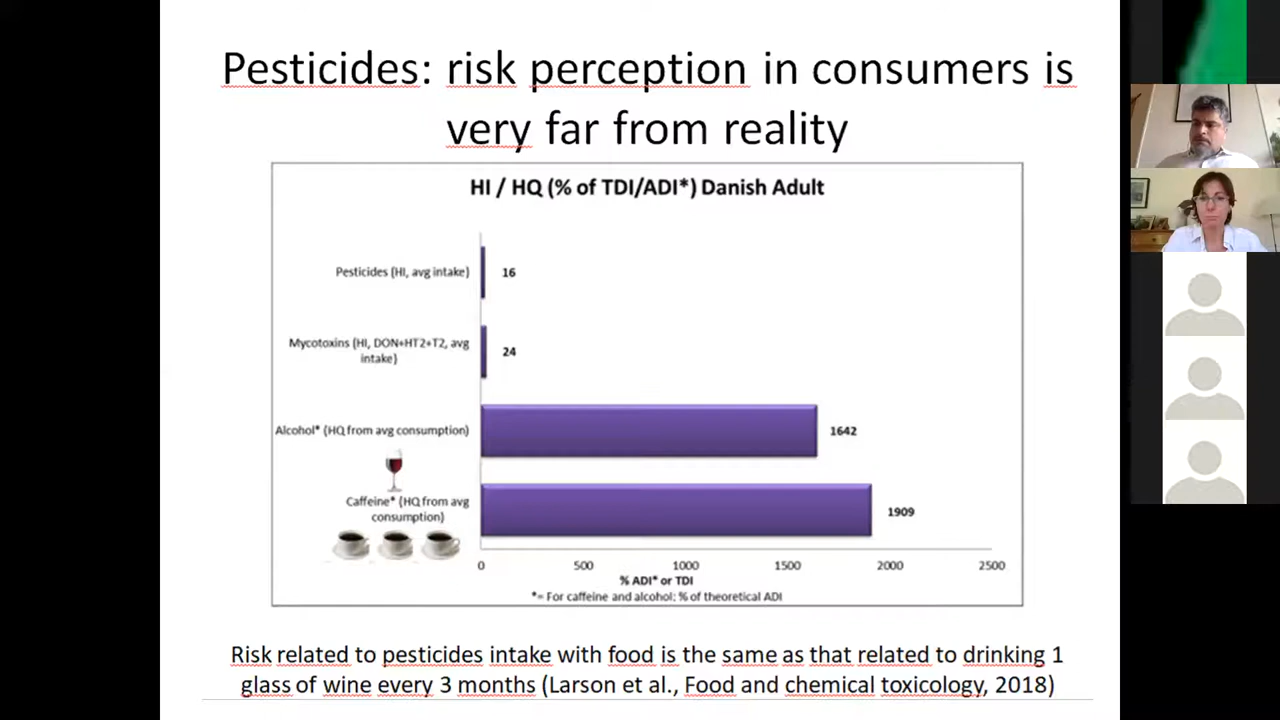 Pesticides: risk perception in consumers is
very far from reality
HI / HQ (% of TDI/ADI*) Danish Adult
Pesticides (HI, avg intake)
16
Mycotoxins (HI, DON+HT2+T2, avg
intake)
24
Alcohol* (HQ from avg consumption)
1642
Caffeine* (HQ from avg
consumption)
1909
0 500 1000 1500 2000 2500
% ADI* or TDI
*= For caffeine and alcohol; % of theoretical ADI
Risk related to pesticides intake with food is the same as that related to drinking 1
glass of wine every 3 months (Larson et al., Food and chemical toxicology, 2018)